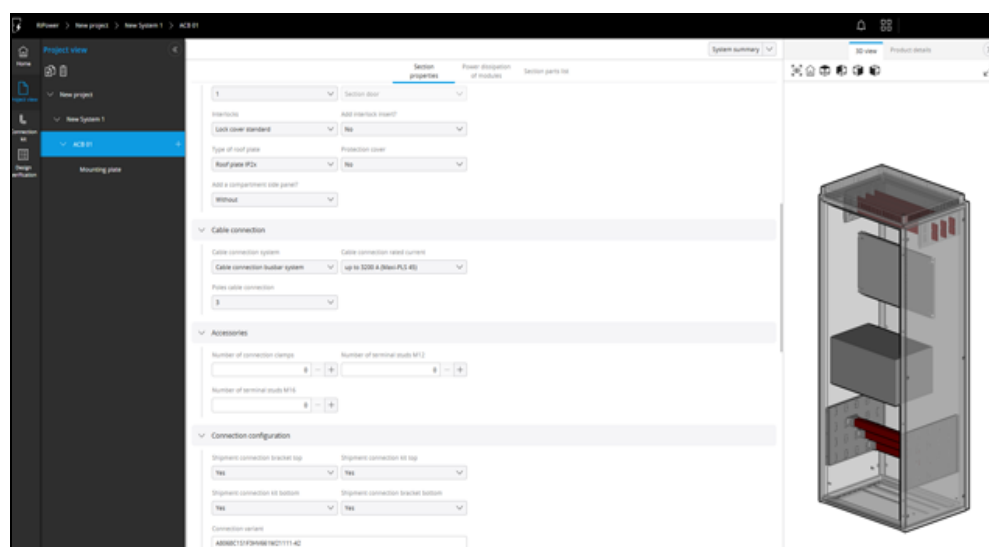 RiPower > New project > New System 1 > ACB 01
Home
Project view
Project view
New project
New System 1
ACB 01
Mounting plate
Connection kit
Design verification
System summary
Section properties
Power dissipation of modules
Section parts list
1
Section door
Interlocks
Add interlock insert?
Lock cover standard
No
Type of roof plate
Protection cover
Roof plate IP2x
No
Add a compartment side panel?
Without
Cable connection
Cable connection system
Cable connection rated current
Cable connection busbar system
up to 3200 A (Maxi-PLS 45)
Poles cable connection
3
Accessories
Number of connection clamps
Number of terminal studs M12
0
0
Number of terminal studs M16
0
Connection configuration
Shipment connection bracket top
Shipment connection kit top
Yes
Yes
Shipment connection kit bottom
Shipment connection bracket bottom
Yes
Yes
Connection variant
3D view
Product details